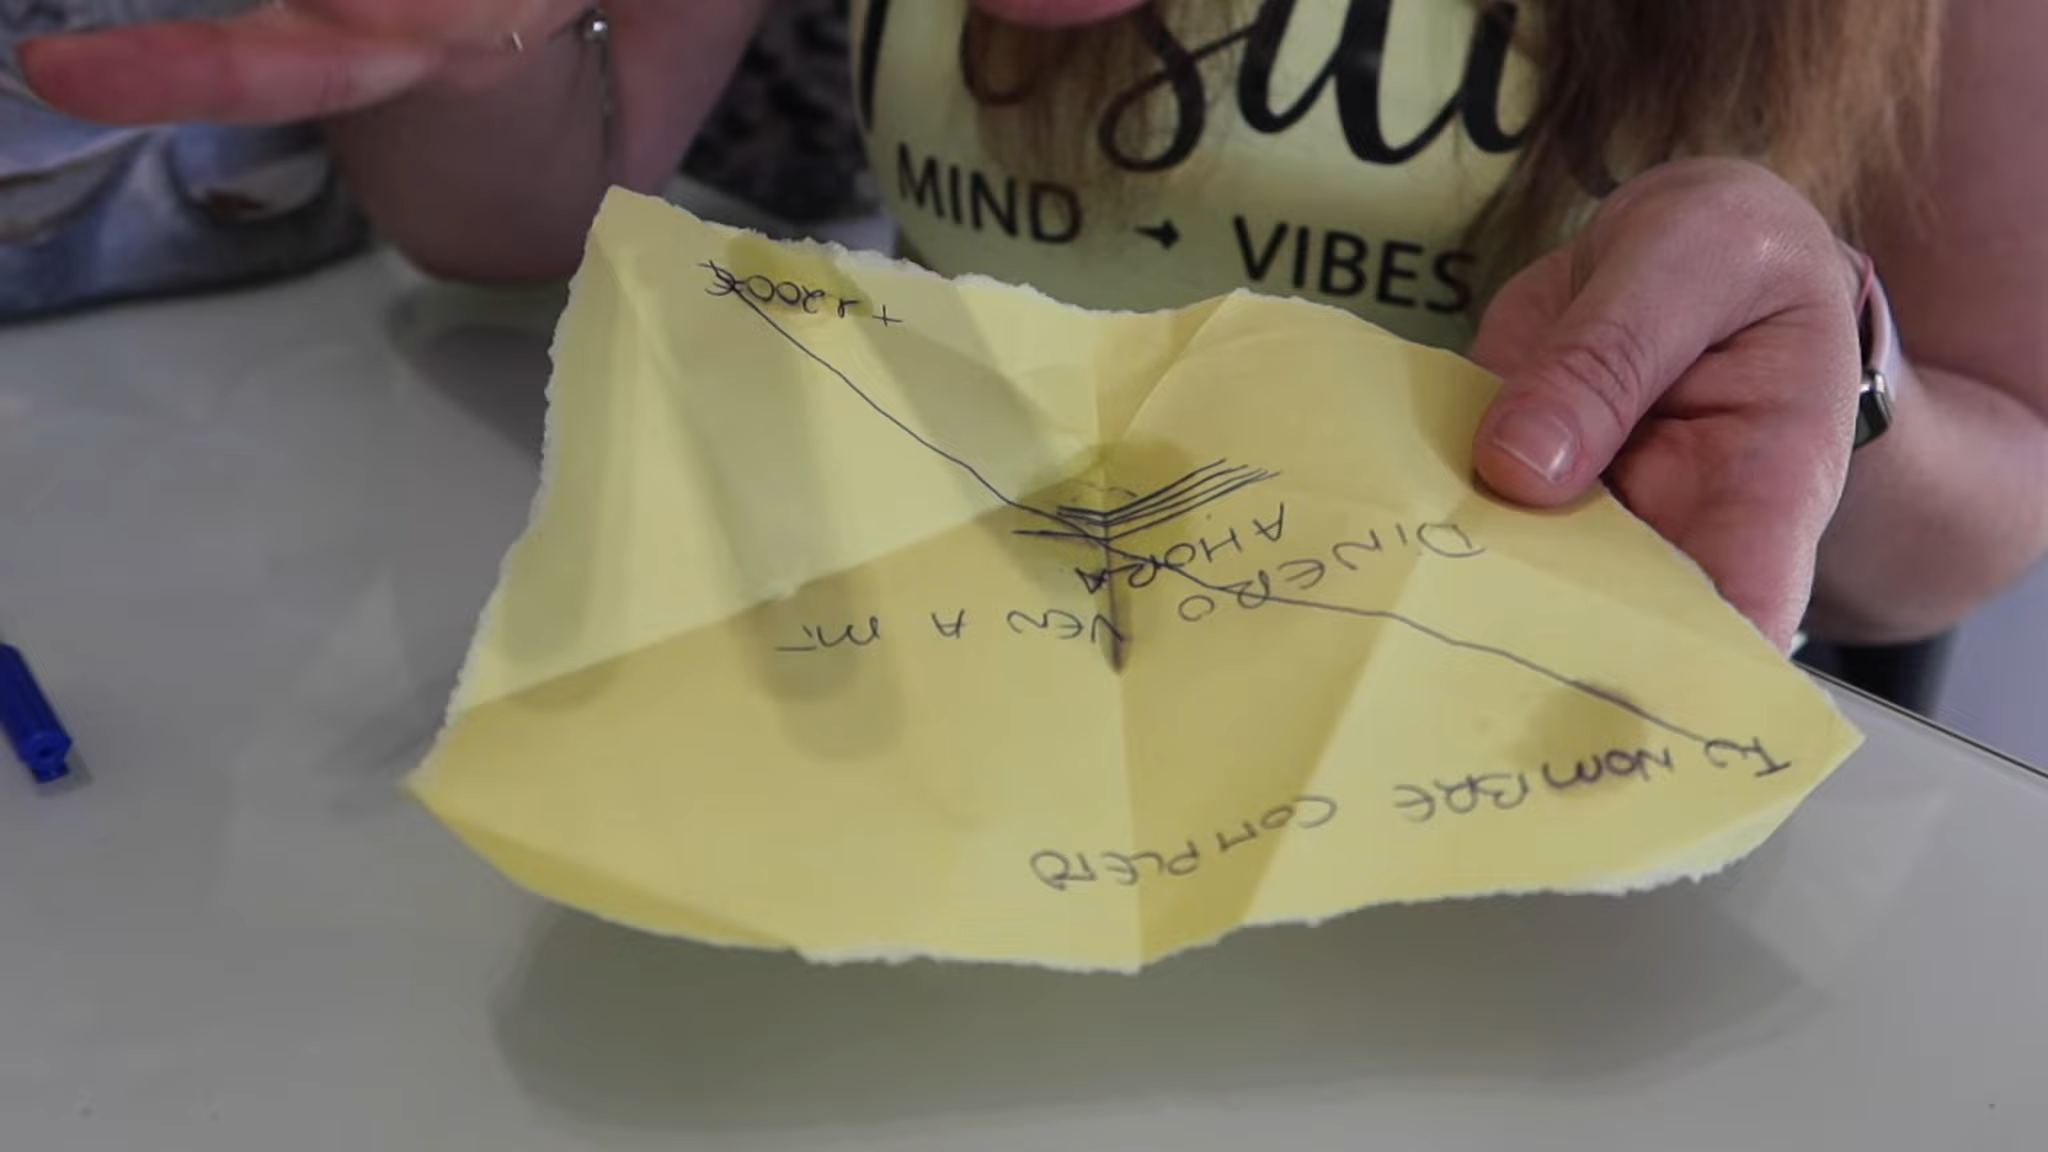 MIND → VIBES
TU NOMBRE COMPLETO
DINERO VEN A MI
AHORA
+ 1200€